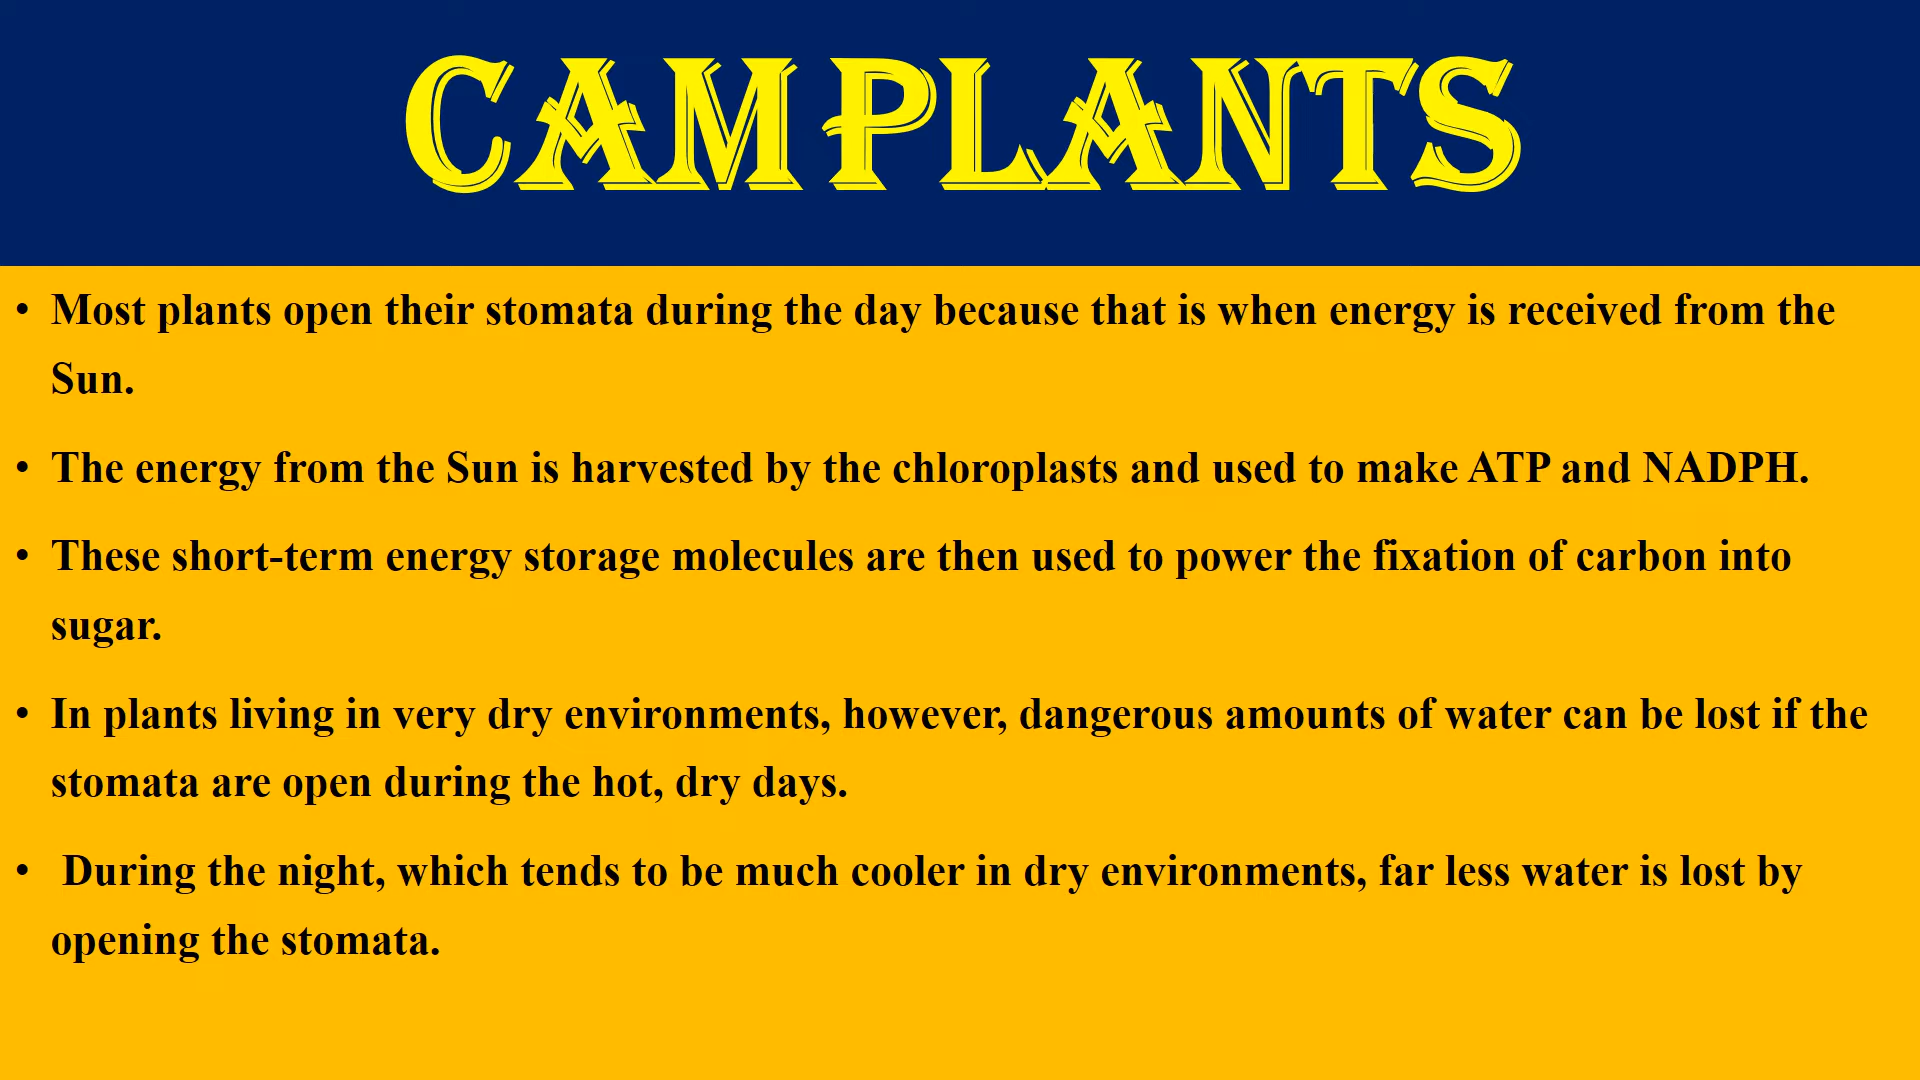 CAM PLANTS
• Most plants open their stomata during the day because that is when energy is received from the
Sun.
• The energy from the Sun is harvested by the chloroplasts and used to make ATP and NADPH.
• These short-term energy storage molecules are then used to power the fixation of carbon into
sugar.
• In plants living in very dry environments, however, dangerous amounts of water can be lost if the
stomata are open during the hot, dry days.
• During the night, which tends to be much cooler in dry environments, far less water is lost by
opening the stomata.